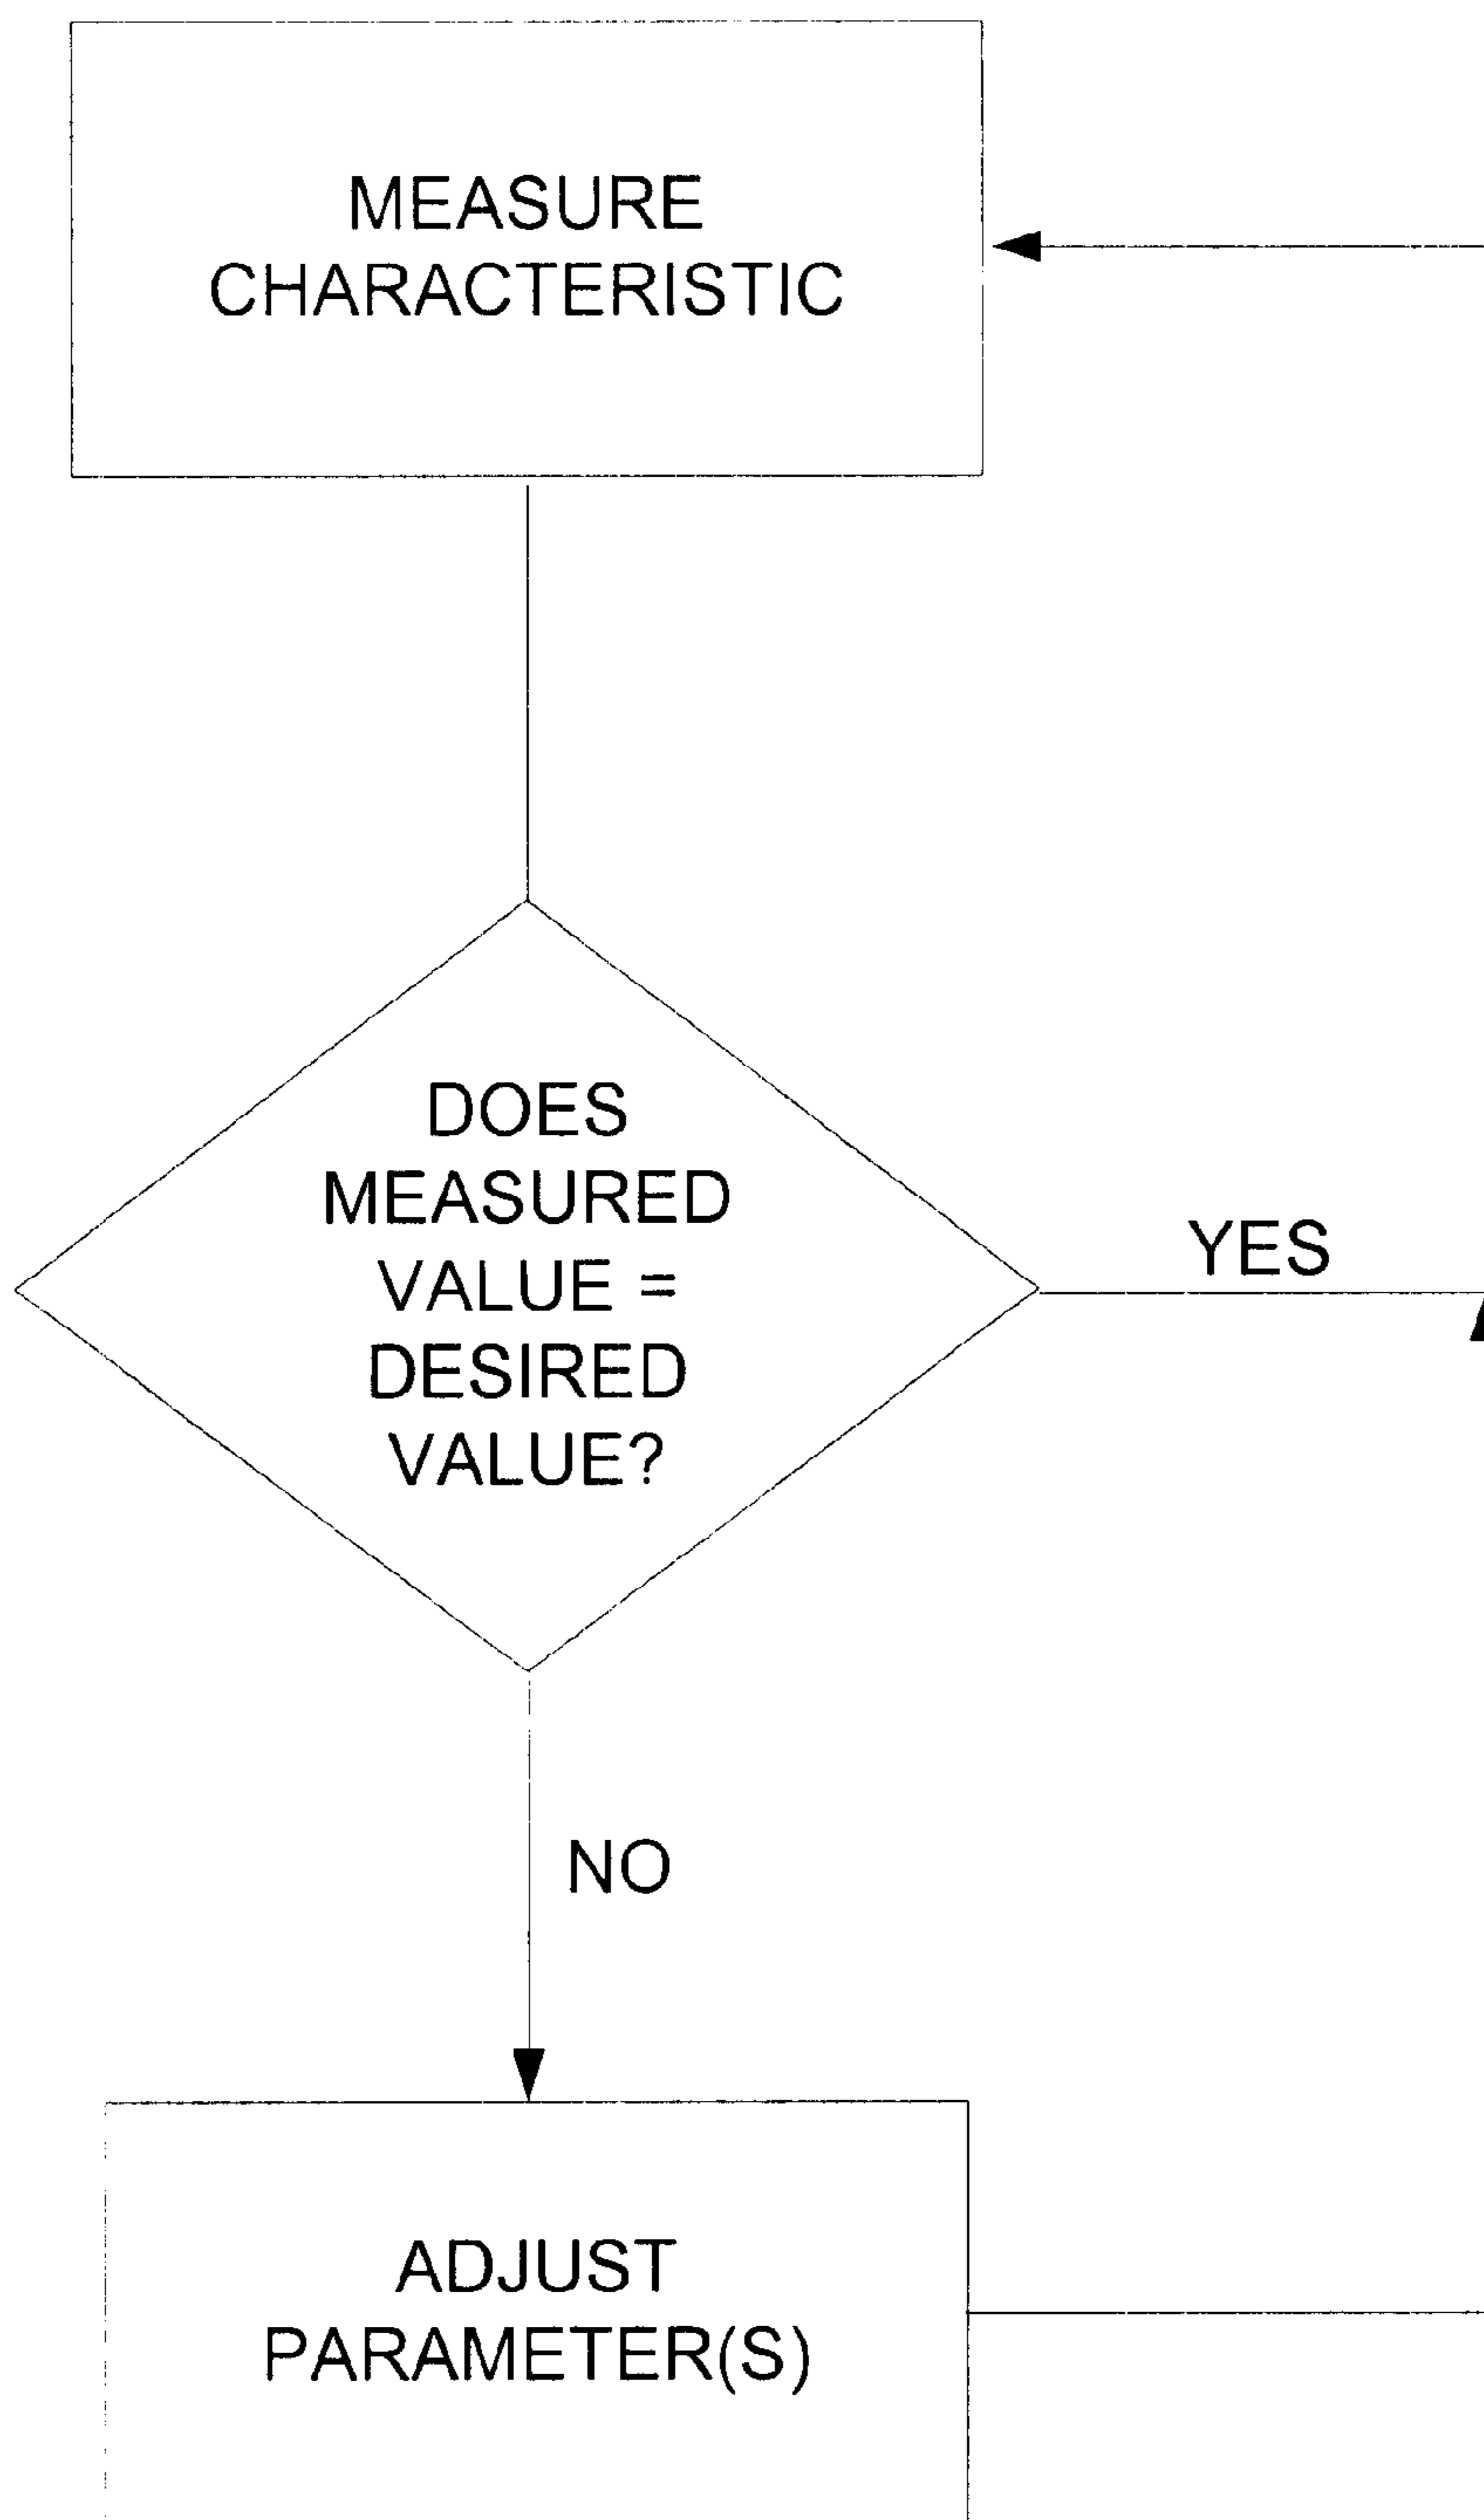 MEASURE
CHARACTERISTIC
DOES
MEASURED
VALUE =
DESIRED
VALUE?
YES
NO
ADJUST
PARAMETER(S)